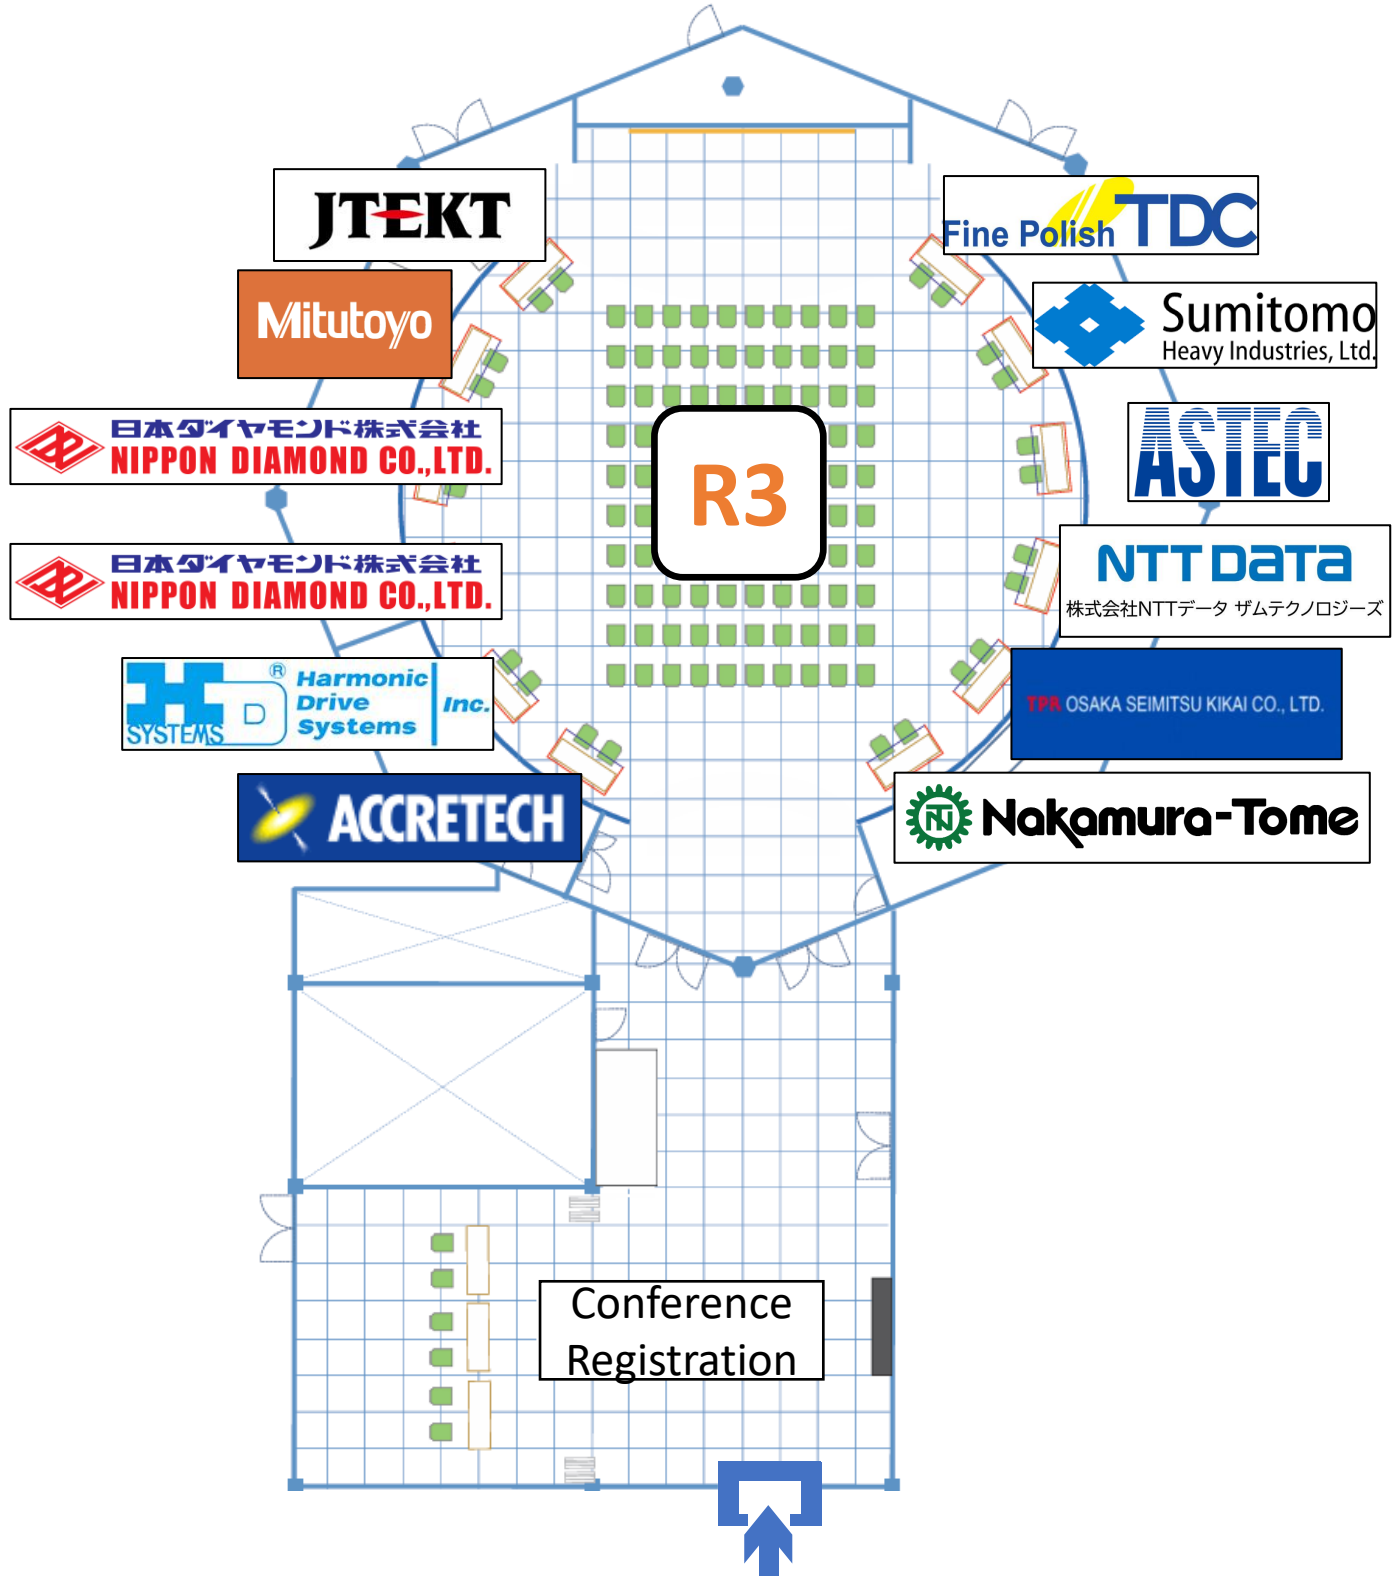 JTEKT
Fine Polish TDC
Mitutoyo
Sumitomo
Heavy Industries, Ltd.
日本ダイヤモンド株式会社
NIPPON DIAMOND CO.,LTD.
ASTEC
R3
日本ダイヤモンド株式会社
NIPPON DIAMOND CO.,LTD.
NTT DATA
株式会社NTTデータ ザムテクノロジーズ
HD SYSTEMS ® Harmonic Drive Systems Inc.
TPR OSAKA SEIMITSU KIKAI CO., LTD.
ACCRETECH
NT Nakamura-Tome
Conference
Registration